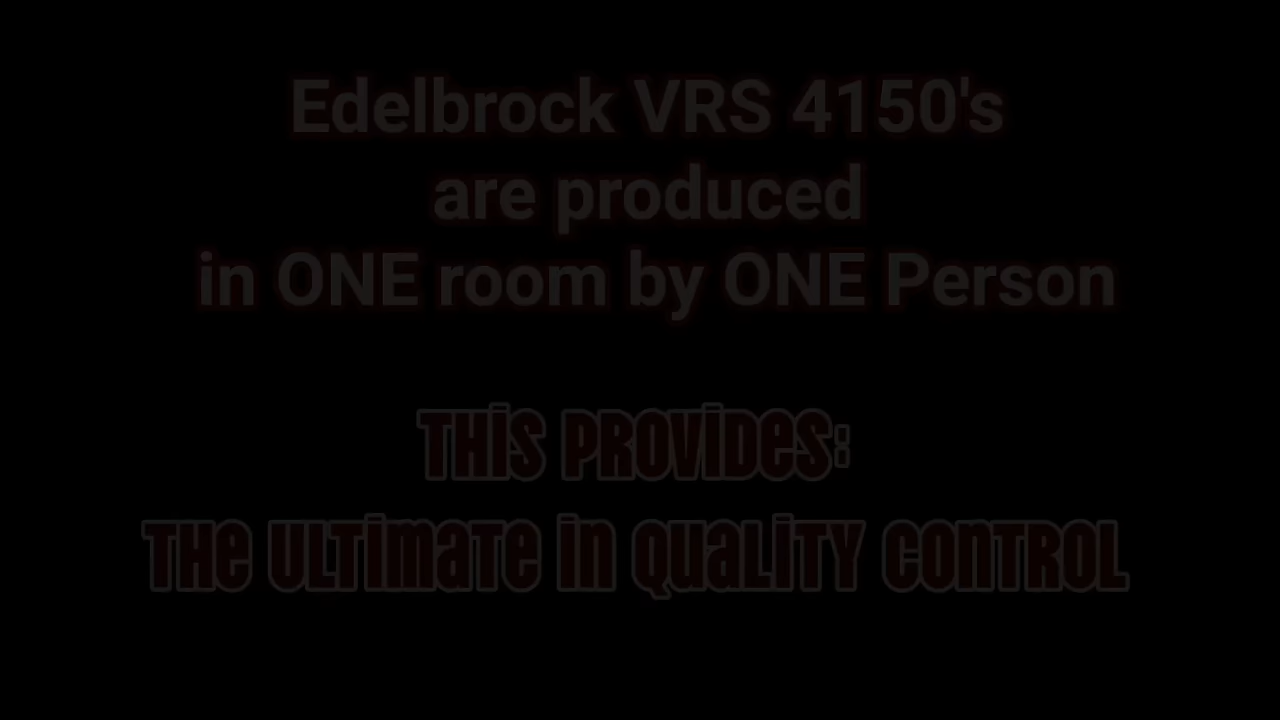 Edelbrock VRS 4150's
are produced
in ONE room by ONE Person
THiS PROViDes:
THe ULTimaTe in QuaLiTY conTROL